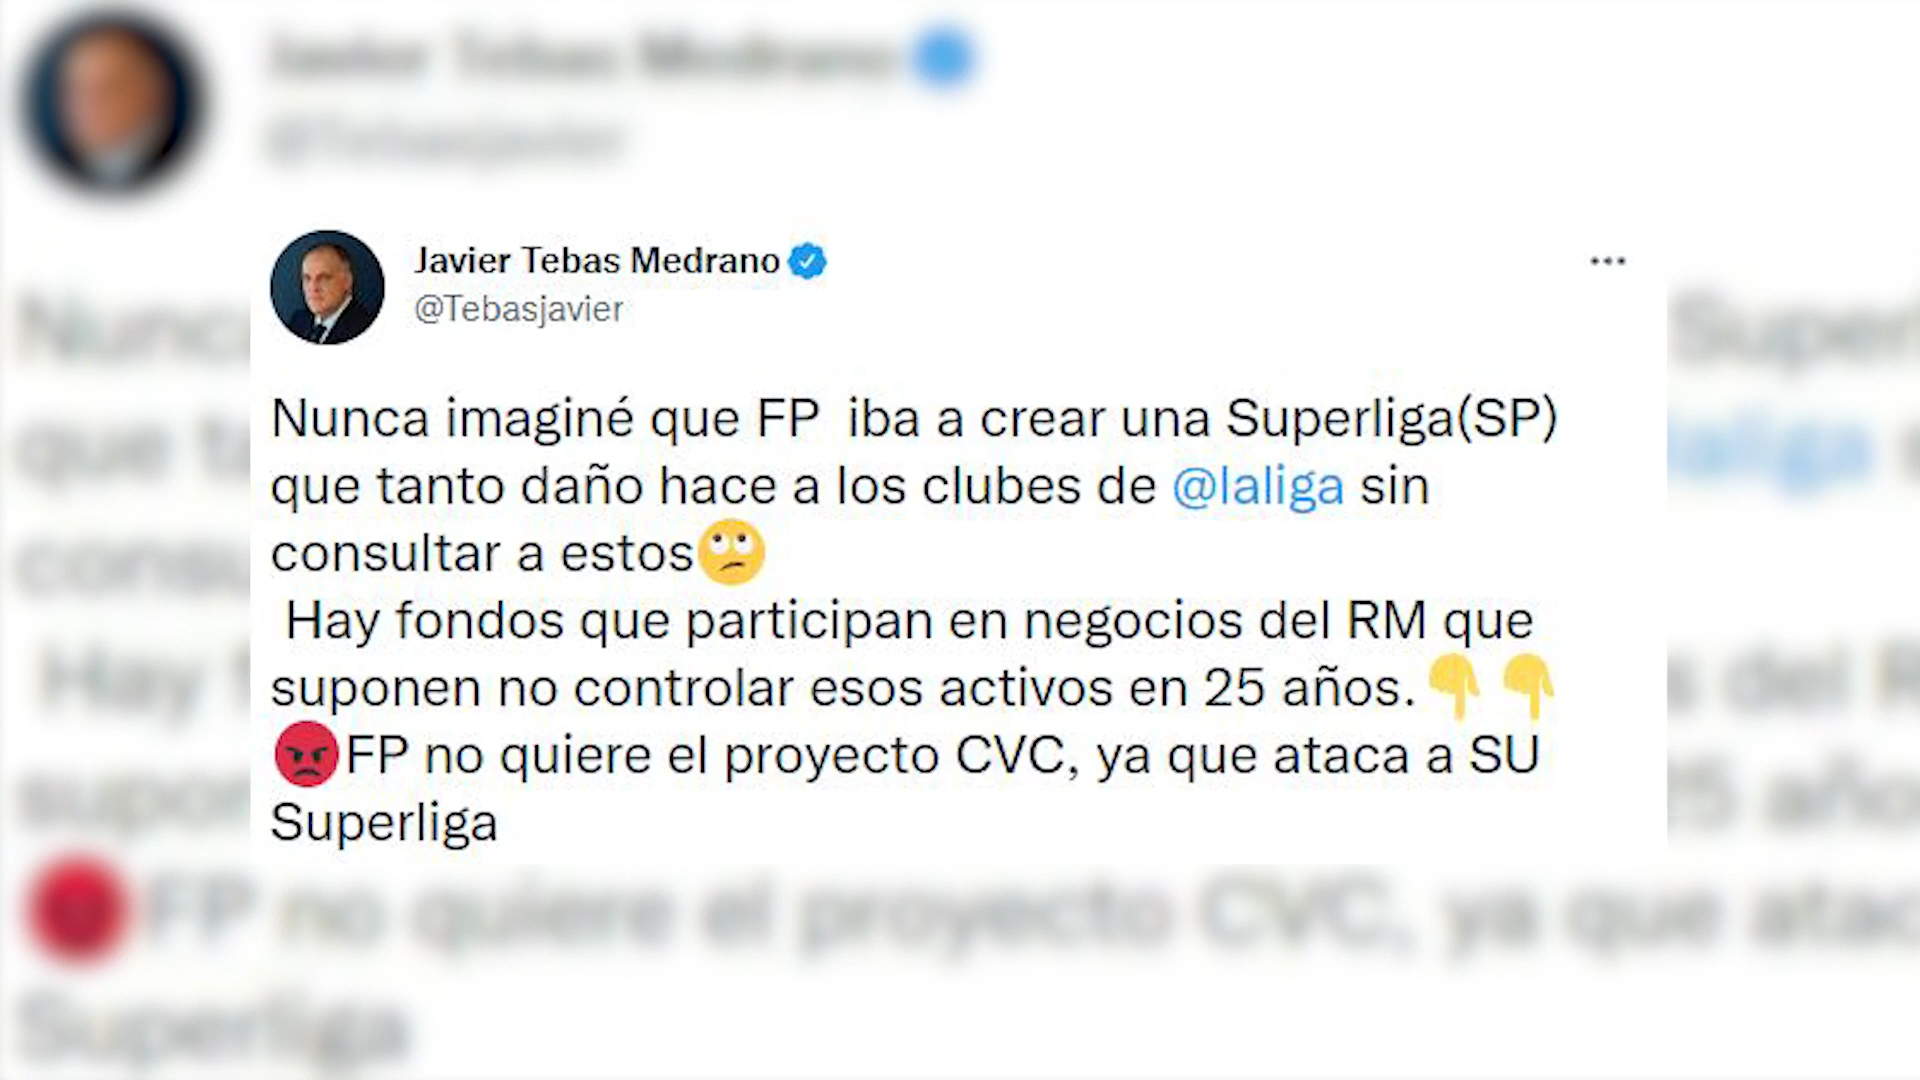 Javier Tebas Medrano
@Tebasjavier
Nunca imaginé que FP iba a crear una Superliga(SP)
que tanto daño hace a los clubes de @laliga sin
consultar a estos🙄
Hay fondos que participan en negocios del RM que
suponen no controlar esos activos en 25 años. 👇👇
😡FP no quiere el proyecto CVC, ya que ataca a SU
Superliga